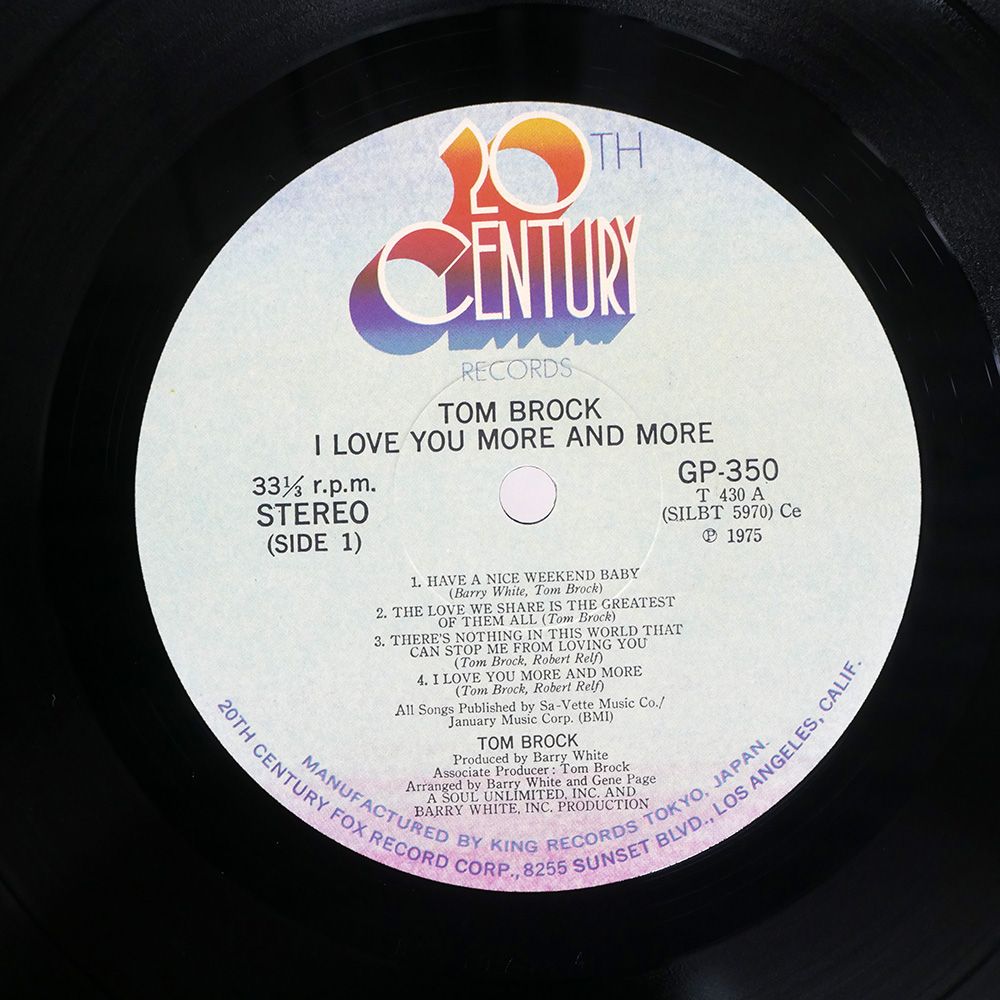 20TH
CENTURY
RECORDS
TOM BROCK
I LOVE YOU MORE AND MORE
33⅓ r.p.m.
STEREO
(SIDE 1)
GP-350
T 430 A
(SILBT 5970) Ce
℗ 1975
1. HAVE A NICE WEEKEND BABY
(Barry White, Tom Brock)
2. THE LOVE WE SHARE IS THE GREATEST
OF THEM ALL (Tom Brock)
3. THERE'S NOTHING IN THIS WORLD THAT
CAN STOP ME FROM LOVING YOU
(Tom Brock, Robert Relf)
4. I LOVE YOU MORE AND MORE
(Tom Brock, Robert Relf)
All Songs Published by Sa-Vette Music Co./
January Music Corp. (BMI)
TOM BROCK
Produced by Barry White
Associate Producer: Tom Brock
Arranged by Barry White and Gene Page
A SOUL UNLIMITED, INC. AND
BARRY WHITE, INC. PRODUCTION
MANUFACTURED BY KING RECORDS TOKYO, JAPAN.
20TH CENTURY FOX RECORD CORP., 8255 SUNSET BLVD., LOS ANGELES, CALIF.